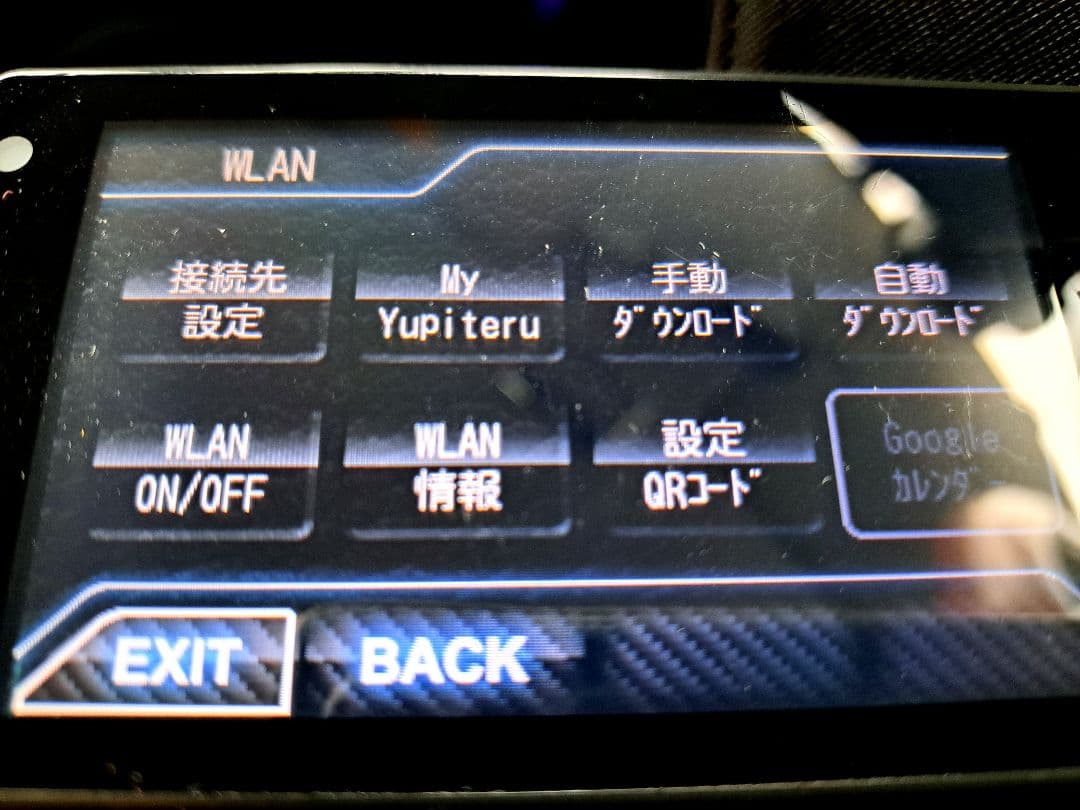 WLAN
接続先
設定
My
Yupiteru
手動
ﾀﾞｳﾝﾛｰﾄﾞ
自動
ﾀﾞｳﾝﾛｰﾄﾞ
WLAN
ON/OFF
WLAN
情報
設定
QRｺｰﾄﾞ
Google
ｶﾚﾝﾀﾞｰ
EXIT
BACK